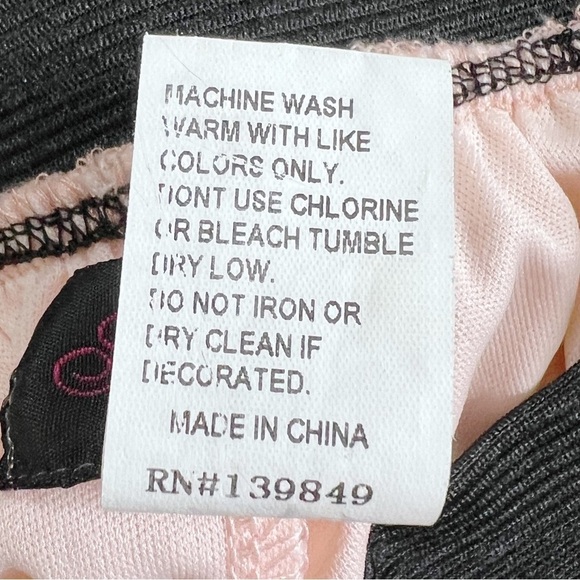 MACHINE WASH
WARM WITH LIKE
COLORS ONLY.
DONT USE CHLORINE
OR BLEACH TUMBLE
DRY LOW.
DO NOT IRON OR
DRY CLEAN IF
DECORATED.
MADE IN CHINA
RN#139849